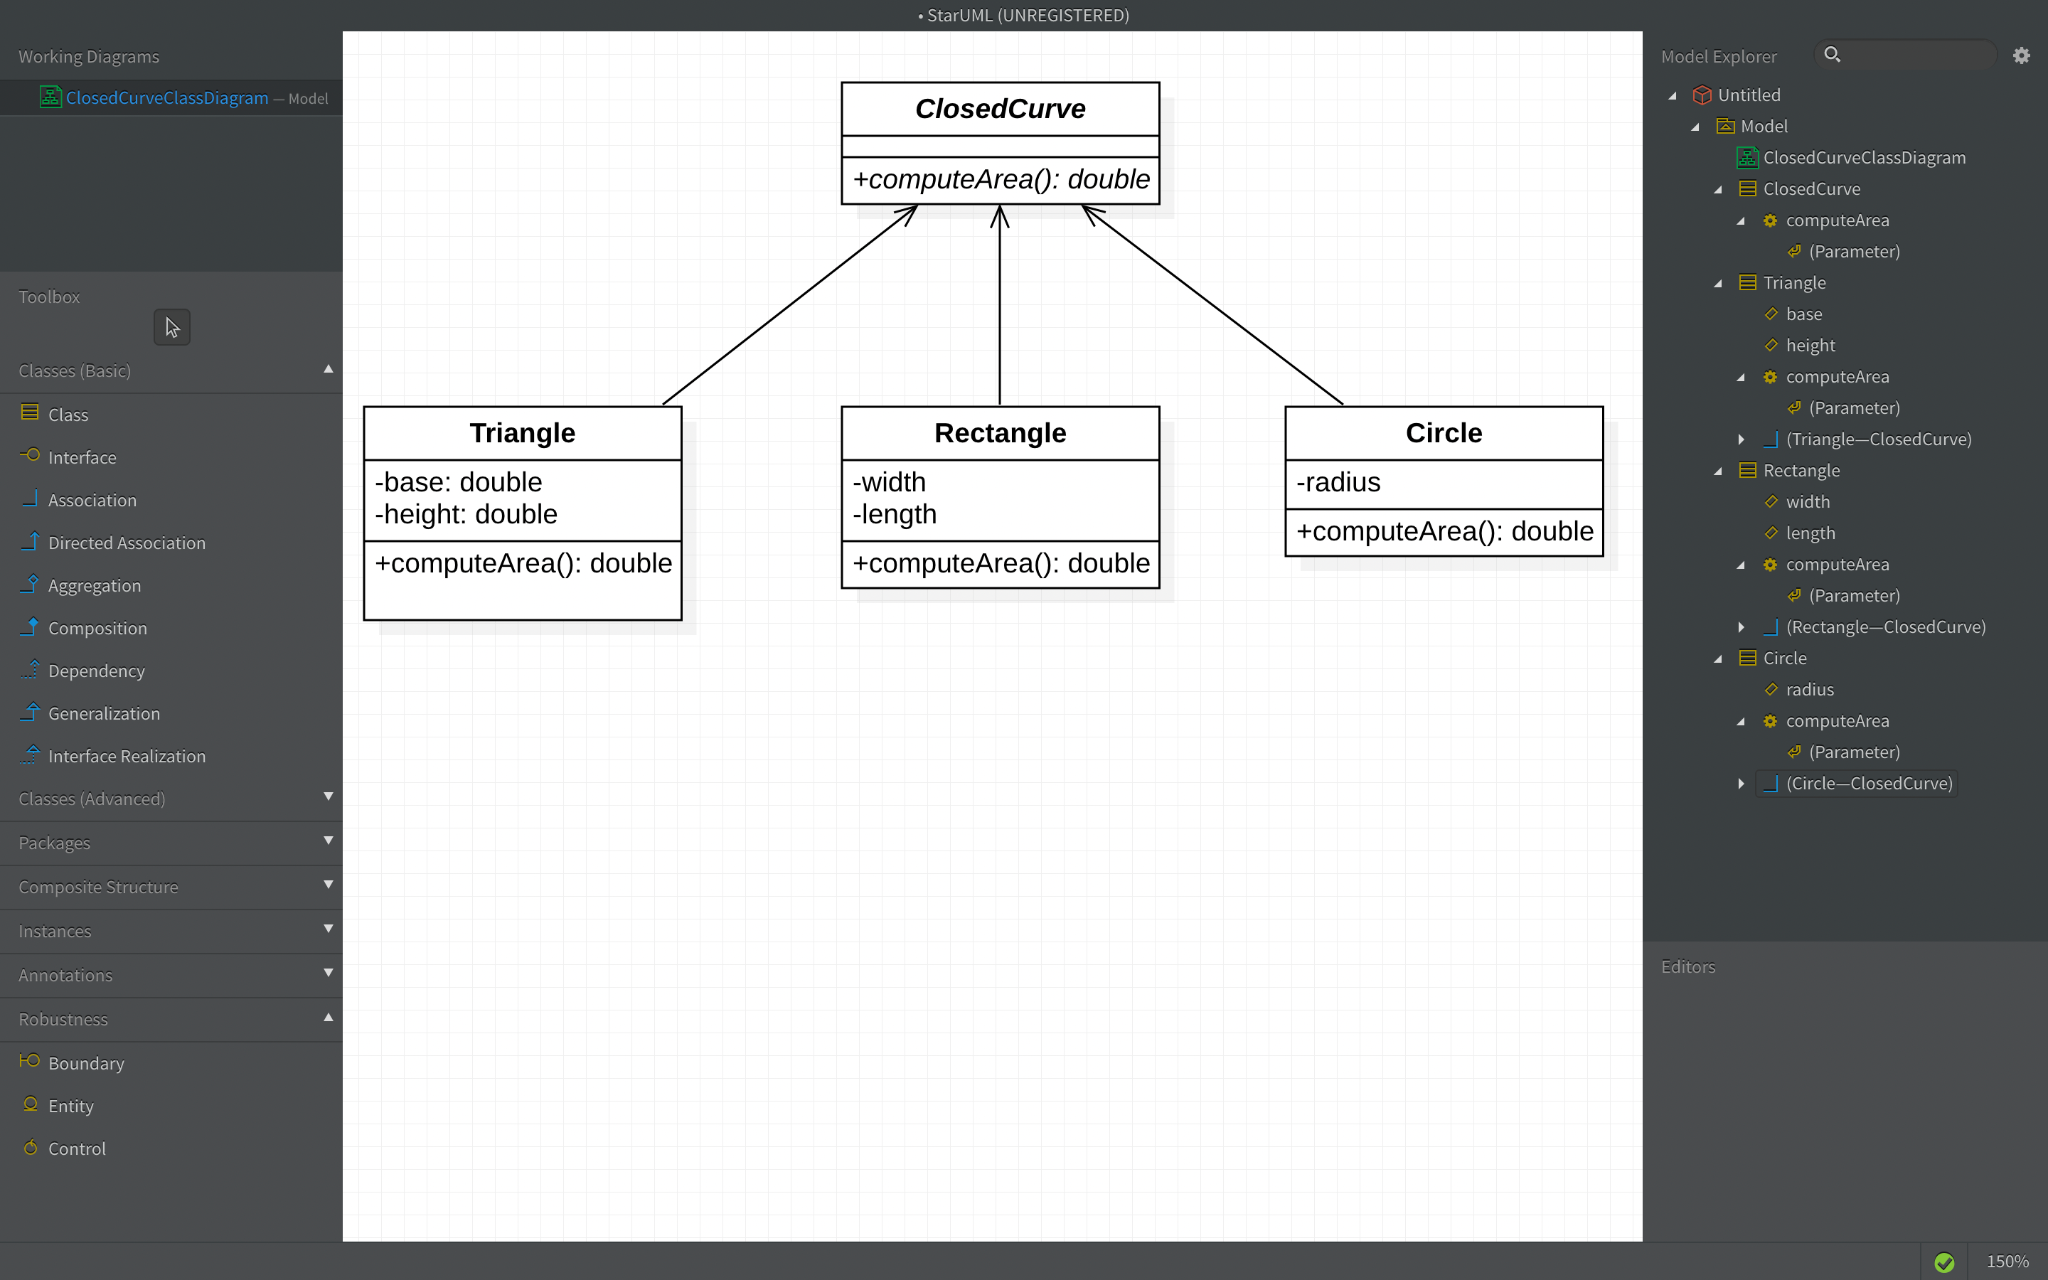 • StarUML (UNREGISTERED)
Working Diagrams
ClosedCurveClassDiagram — Model
Toolbox
Classes (Basic)
Class
Interface
Association
Directed Association
Aggregation
Composition
Dependency
Generalization
Interface Realization
Classes (Advanced)
Packages
Composite Structure
Instances
Annotations
Robustness
Boundary
Entity
Control
ClosedCurve
+computeArea(): double
Triangle
-base: double
-height: double
+computeArea(): double
Rectangle
-width
-length
+computeArea(): double
Circle
-radius
+computeArea(): double
Model Explorer
Untitled
Model
ClosedCurveClassDiagram
ClosedCurve
computeArea
(Parameter)
Triangle
base
height
computeArea
(Parameter)
(Triangle—ClosedCurve)
Rectangle
width
length
computeArea
(Parameter)
(Rectangle—ClosedCurve)
Circle
radius
computeArea
(Parameter)
(Circle—ClosedCurve)
Editors
150%